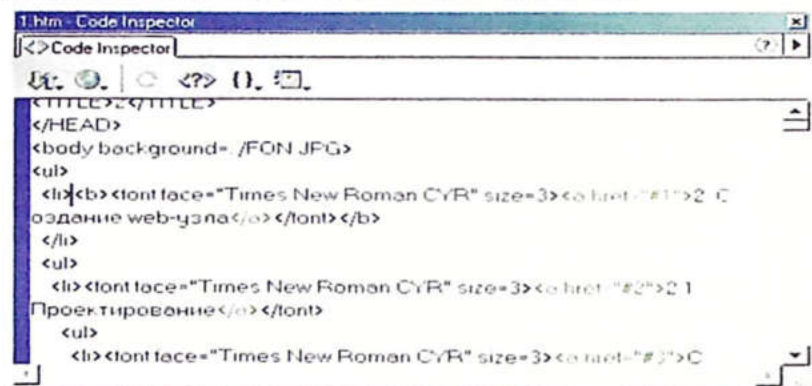 1.htm - Code Inspector
<>Code Inspector
<TITLE>2</TITLE>
</HEAD>
<body background=./FON.JPG>
<ul>
<li><b><font face="Times New Roman CYR" size=3><a href="#1">2. С
оздание web-узла</a></font></b>
</li>
<ul>
<li><font face="Times New Roman CYR" size=3><a href="#2">2.1
Проектирование</a></font>
<ul>
<li><font face="Times New Roman CYR" size=3><a href="#3">С